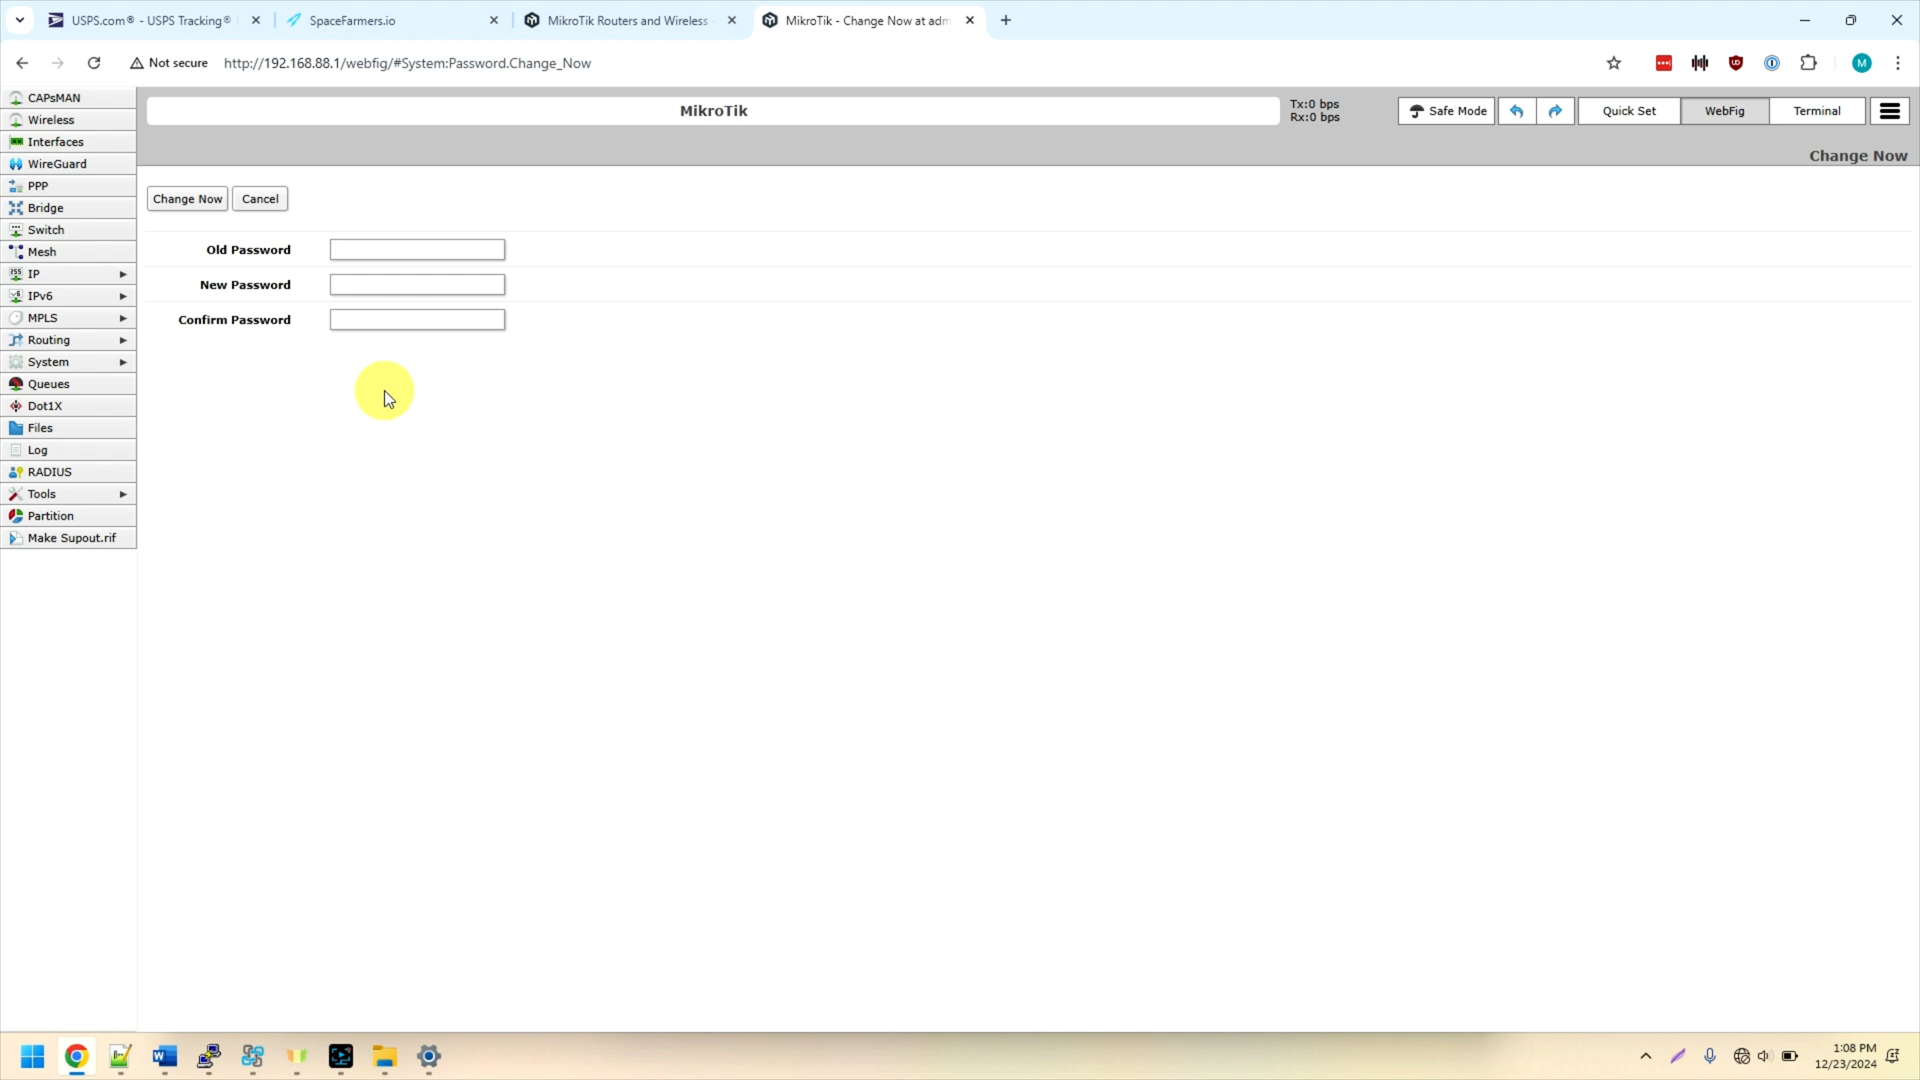 USPS.com® - USPS Tracking®
SpaceFarmers.io
MikroTik Routers and Wireless -
MikroTik - Change Now at adm
Not secure
http://192.168.88.1/webfig/#System:Password.Change_Now
M
CAPsMAN
Wireless
Interfaces
WireGuard
PPP
Bridge
Switch
Mesh
IP
IPv6
MPLS
Routing
System
Queues
Dot1X
Files
Log
RADIUS
Tools
Partition
Make Supout.rif
MikroTik
Tx:0 bps
Rx:0 bps
Safe Mode
Quick Set
WebFig
Terminal
Change Now
Change Now
Cancel
Old Password
New Password
Confirm Password
1:08 PM
12/23/2024